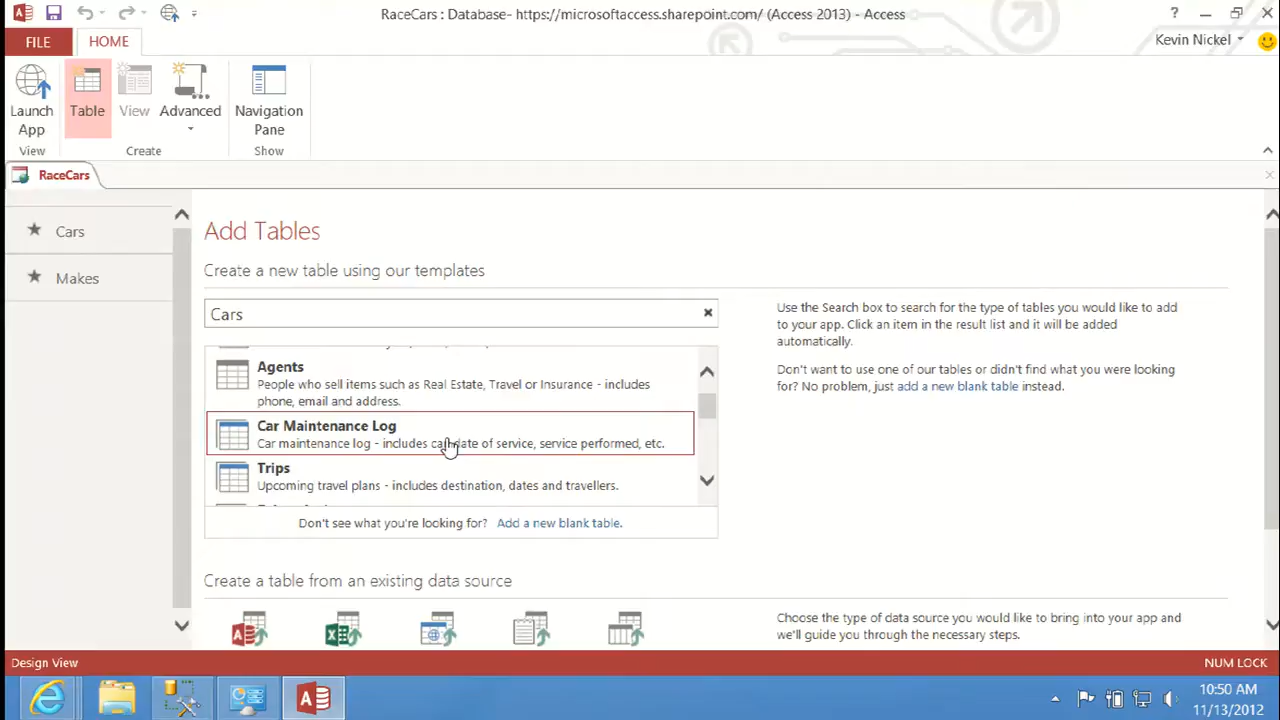 RaceCars : Database- https://microsoftaccess.sharepoint.com/ (Access 2013) - Access
?
FILE
HOME
Kevin Nickel
Launch App
Table
View
Advanced
Navigation Pane
View
Create
Show
RaceCars
Cars
Makes
Add Tables
Create a new table using our templates
Cars
Agents
People who sell items such as Real Estate, Travel or Insurance - includes
phone, email and address.
Car Maintenance Log
Car maintenance log - includes date of service, service performed, etc.
Trips
Upcoming travel plans - includes destination, dates and travellers.
Don't see what you're looking for? Add a new blank table.
Use the Search box to search for the type of tables you would like to add
to your app. Click an item in the result list and it will be added
automatically.
Don't want to use one of our tables or didn't find what you were looking
for? No problem, just add a new blank table instead.
Create a table from an existing data source
Choose the type of data source you would like to bring into your app and
we'll guide you through the necessary steps.
Design View
NUM LOCK
10:50 AM
11/13/2012